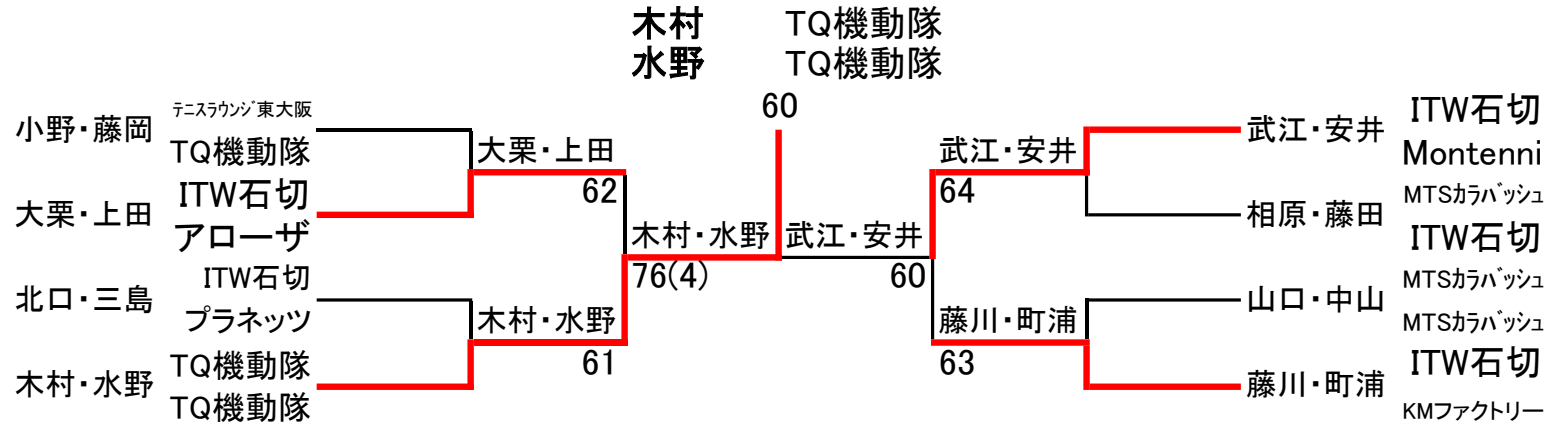 木村 TQ機動隊
水野 TQ機動隊
60
小野・藤岡
テニスラウンジ東大阪
TQ機動隊
大栗・上田
ITW石切
アローザ
北口・三島
ITW石切
プラネッツ
木村・水野
TQ機動隊
TQ機動隊
大栗・上田
62
木村・水野
61
木村・水野
76(4)
武江・安井
60
武江・安井
64
藤川・町浦
63
武江・安井
ITW石切
Montenni
相原・藤田
MTSカラバッシュ
ITW石切
山口・中山
MTSカラバッシュ
MTSカラバッシュ
藤川・町浦
ITW石切
KMファクトリー